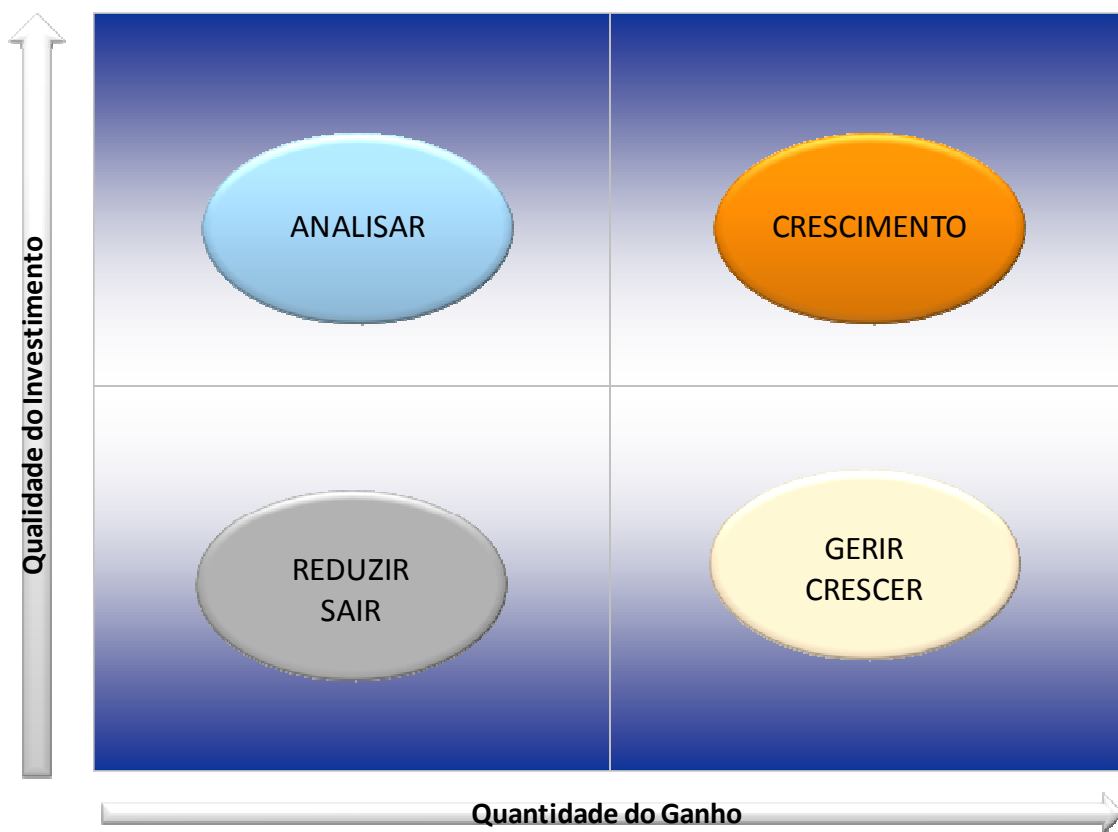 Qualidade do Investimento
ANALISAR
CRESCIMENTO
REDUZIR
SAIR
GERIR
CRESCER
Quantidade do Ganho